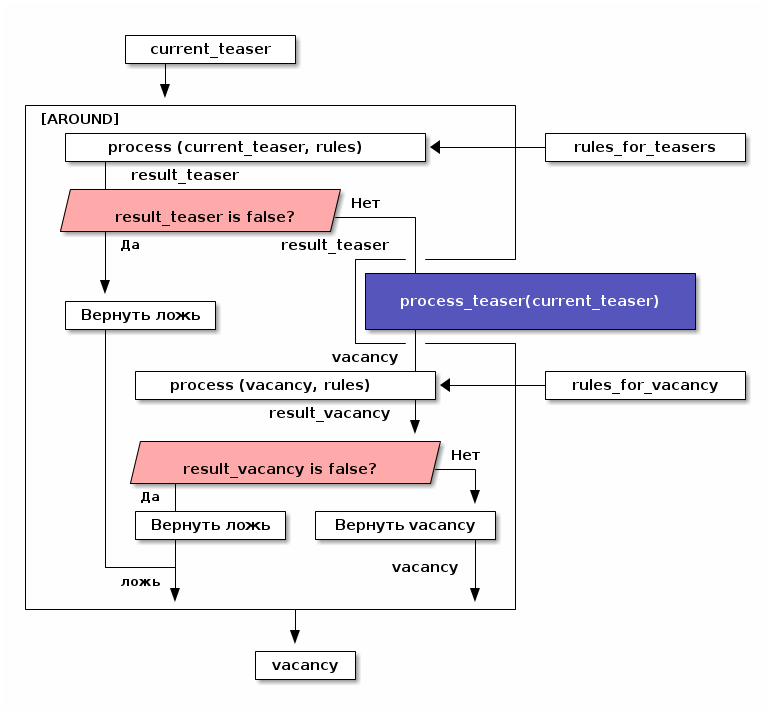 current_teaser
[AROUND]
process (current_teaser, rules)
rules_for_teasers
result_teaser
Нет
result_teaser is false?
Да
result_teaser
process_teaser(current_teaser)
Вернуть ложь
vacancy
process (vacancy, rules)
rules_for_vacancy
result_vacancy
Нет
result_vacancy is false?
Да
Вернуть ложь
Вернуть vacancy
vacancy
ложь
vacancy